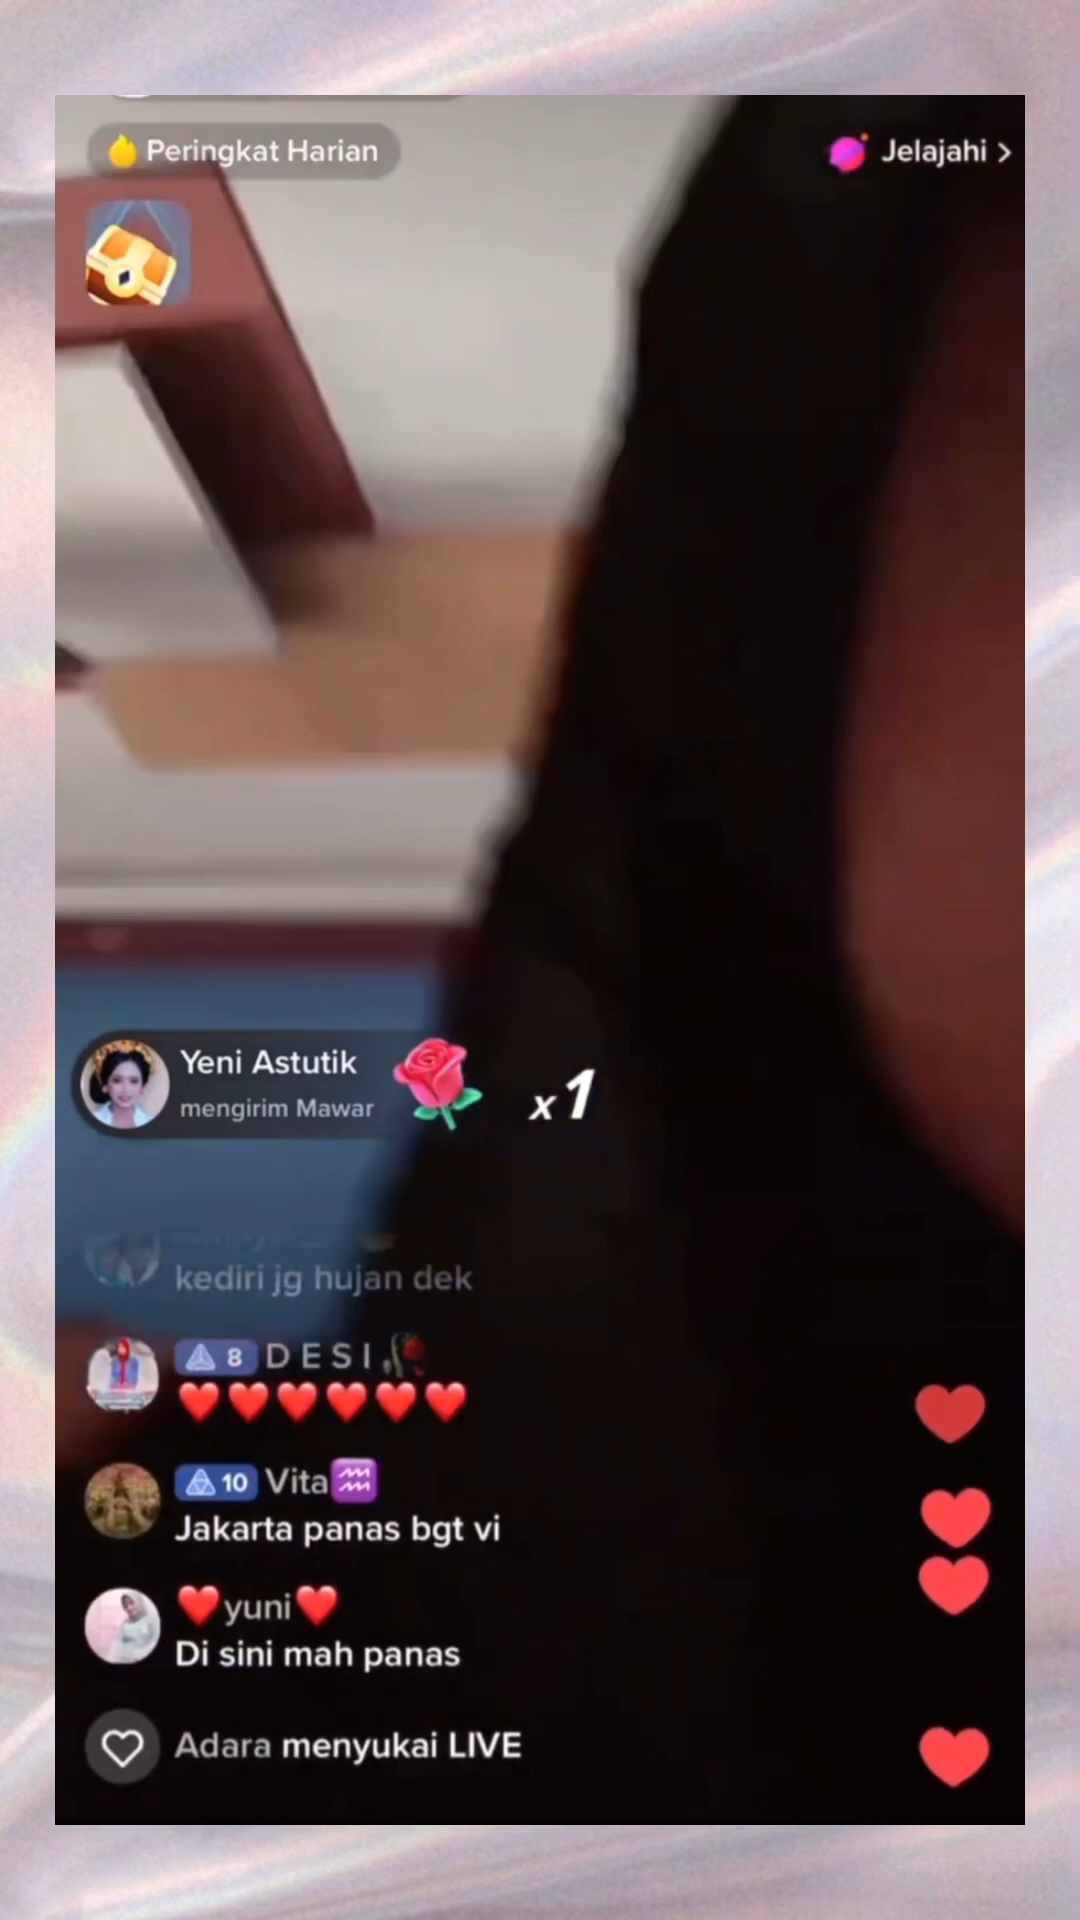 Peringkat Harian
Jelajahi >
Yeni Astutik
mengirim Mawar
x1
kediri jg hujan dek
8 D E S I🥀
❤️❤️❤️❤️❤️❤️
10 Vita♒
Jakarta panas bgt vi
❤️yuni❤️
Di sini mah panas
Adara menyukai LIVE